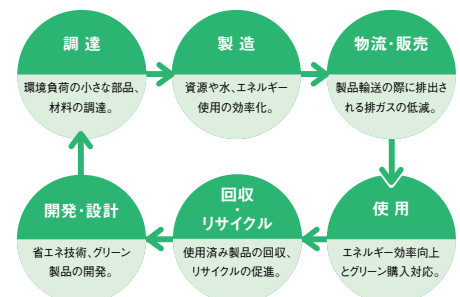 調達
環境負荷の小さな部品、
材料の調達。
製造
資源や水、エネルギー
使用の効率化。
物流・販売
製品輸送の際に排出さ
れる排ガスの低減。
使用
エネルギー効率向上
とグリーン購入対応。
回収
・
リサイクル
使用済み製品の回収、
リサイクルの促進。
開発・設計
省エネ技術、グリーン
製品の開発。